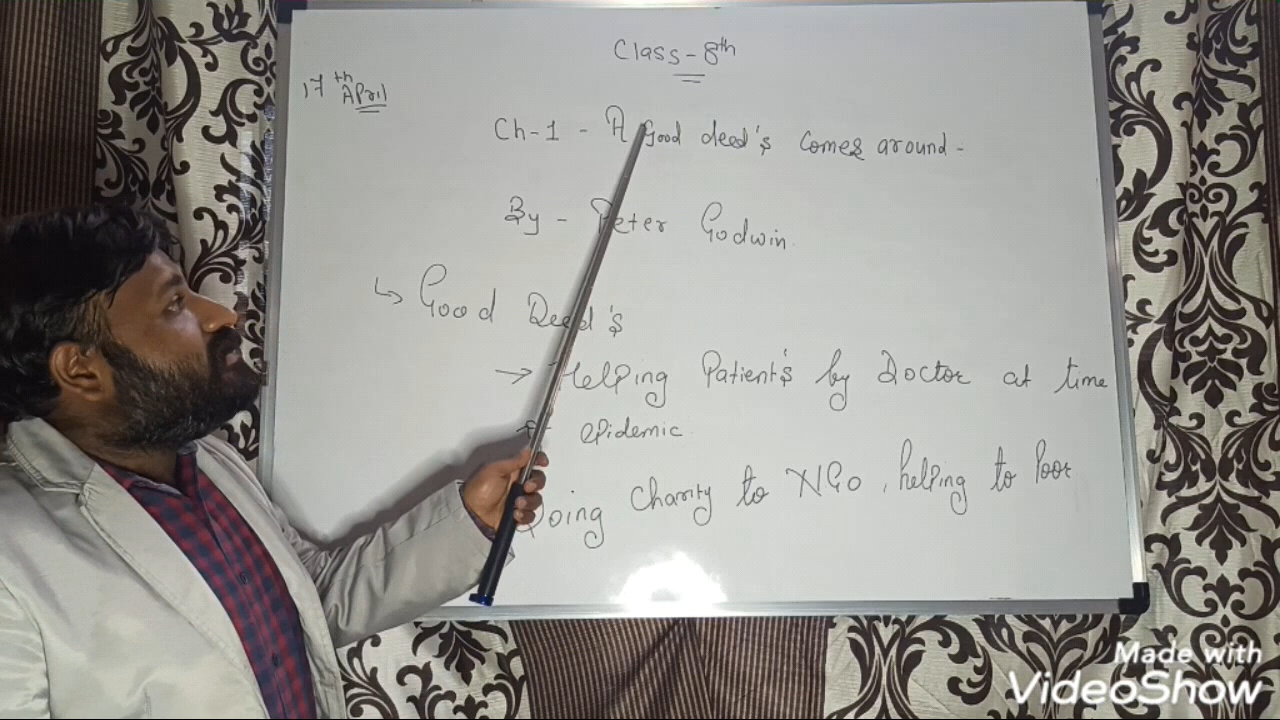 Class - 8th
17th April
Ch-1 - A Good deed's Comes around -
By - Peter Godwin.
↳ Good Deed's
→ Helping Patient's by Doctor at time
epidemic.
Doing Charity to NGO, helping to Poor
Made with
VideoShow